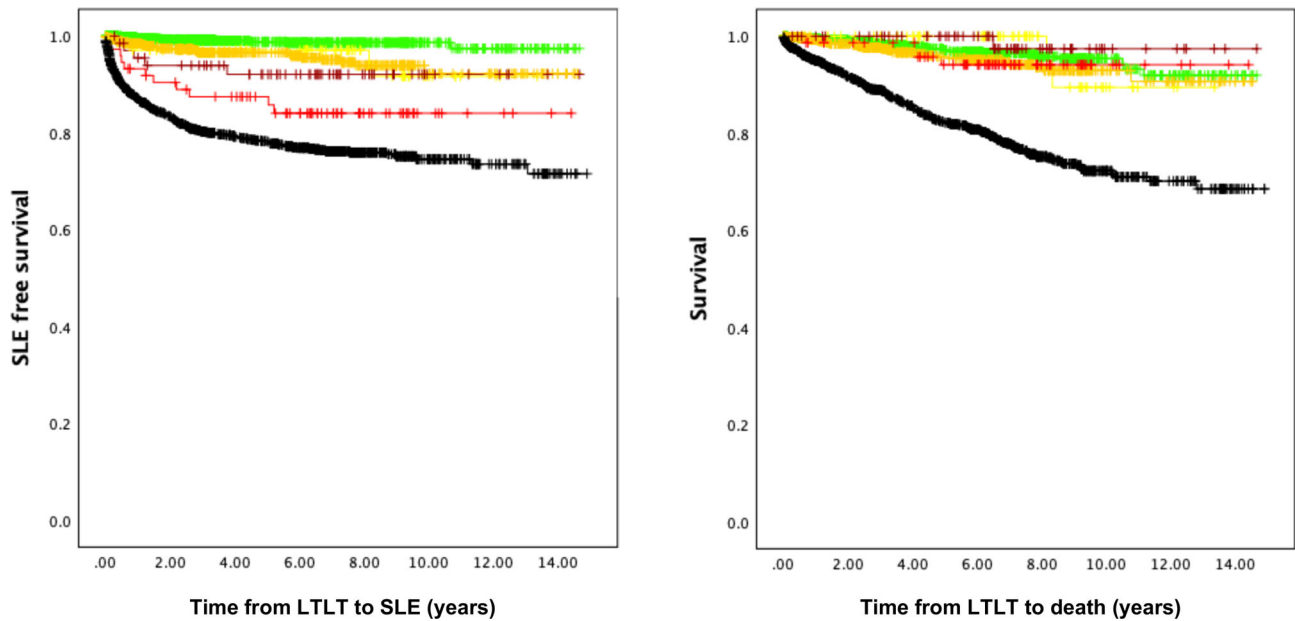 SLE free survival
1.0
0.8
0.6
0.4
0.2
0.0
.00 2.00 4.00 6.00 8.00 10.00 12.00 14.00
Time from LTLT to SLE (years)
Survival
1.0
0.8
0.6
0.4
0.2
0.0
.00 2.00 4.00 6.00 8.00 10.00 12.00 14.00
Time from LTLT to death (years)